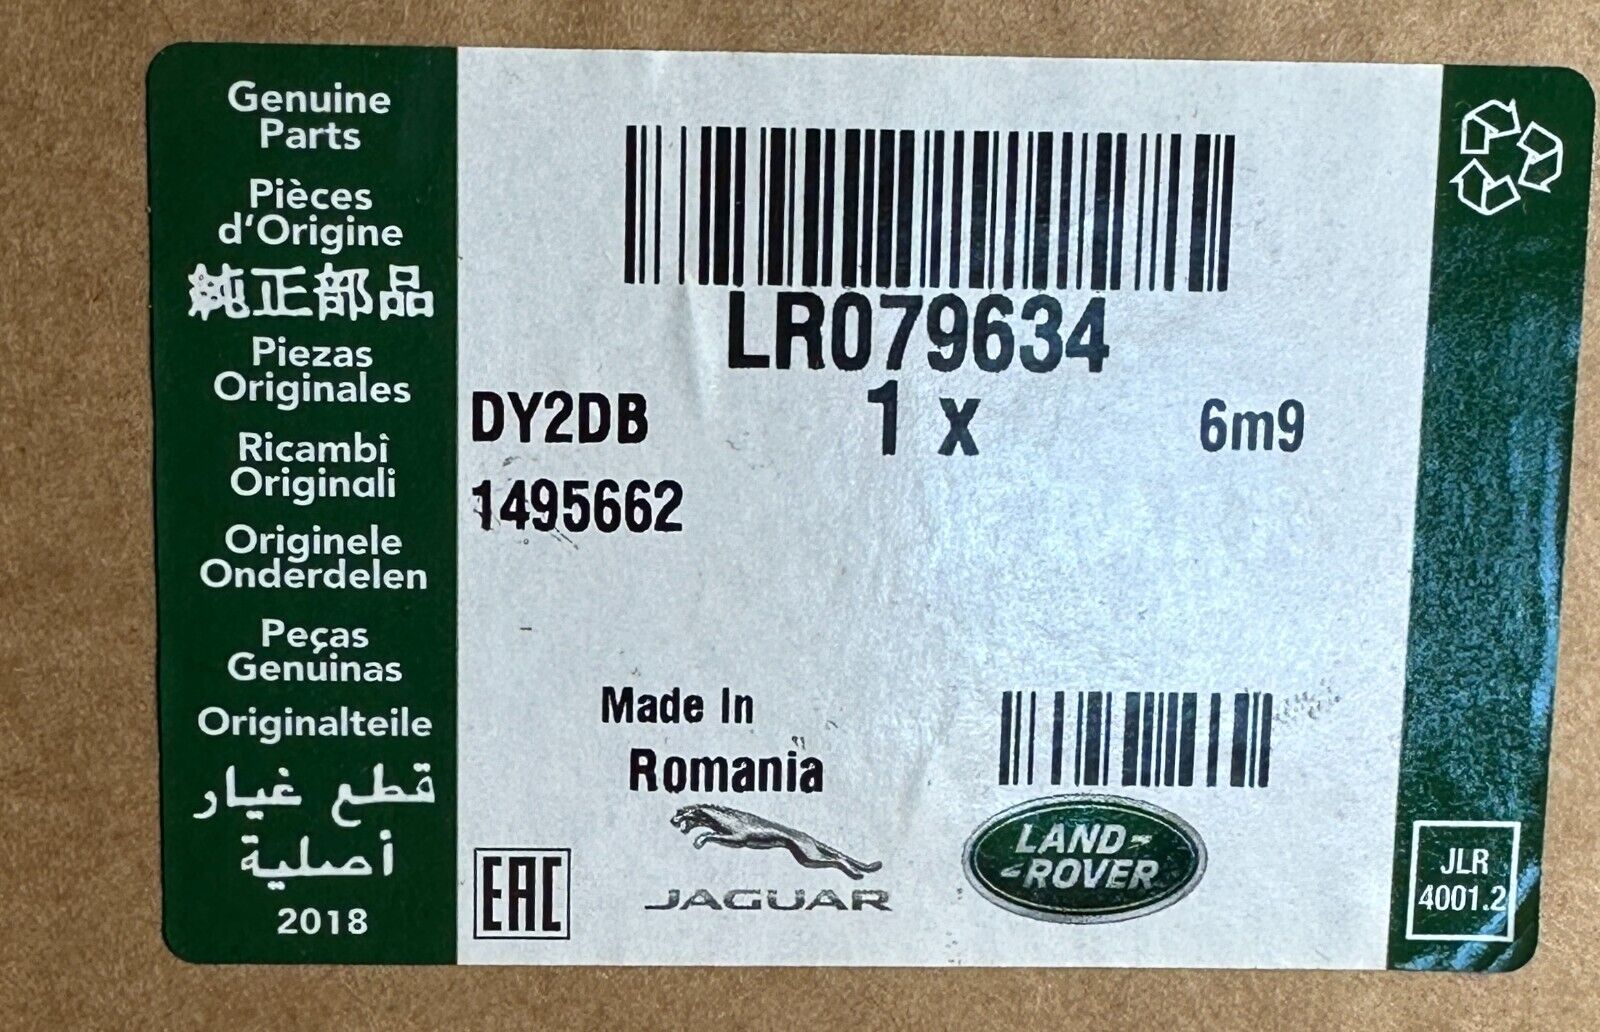 Genuine
Parts
Pièces
d'Origine
純正部品
Piezas
Originales
Ricambi
Originali
Originele
Onderdelen
Peças
Genuinas
Originalteile
قطع غيار
أصلية
2018
LR079634
DY2DB
1 x
6m9
1495662
Made In
Romania
EAC
JAGUAR
LAND-
-ROVER
JLR
4001.2